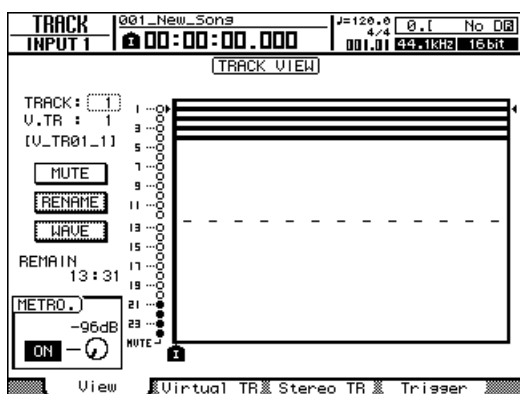 TRACK
INPUT 1
001_New_Song
00:00:00.000
♩=120.0
4/4
001.01
0.[ No D
44.1kHz 16bit
TRACK VIEW
TRACK: 1
V.TR : 1
[V_TR01_1]
MUTE
RENAME
WAVE
REMAIN
13:31
METRO.
-96dB
ON
1
3
5
7
9
11
13
15
17
19
21
23
MUTE
I
View Virtual TR Stereo TR Trigger